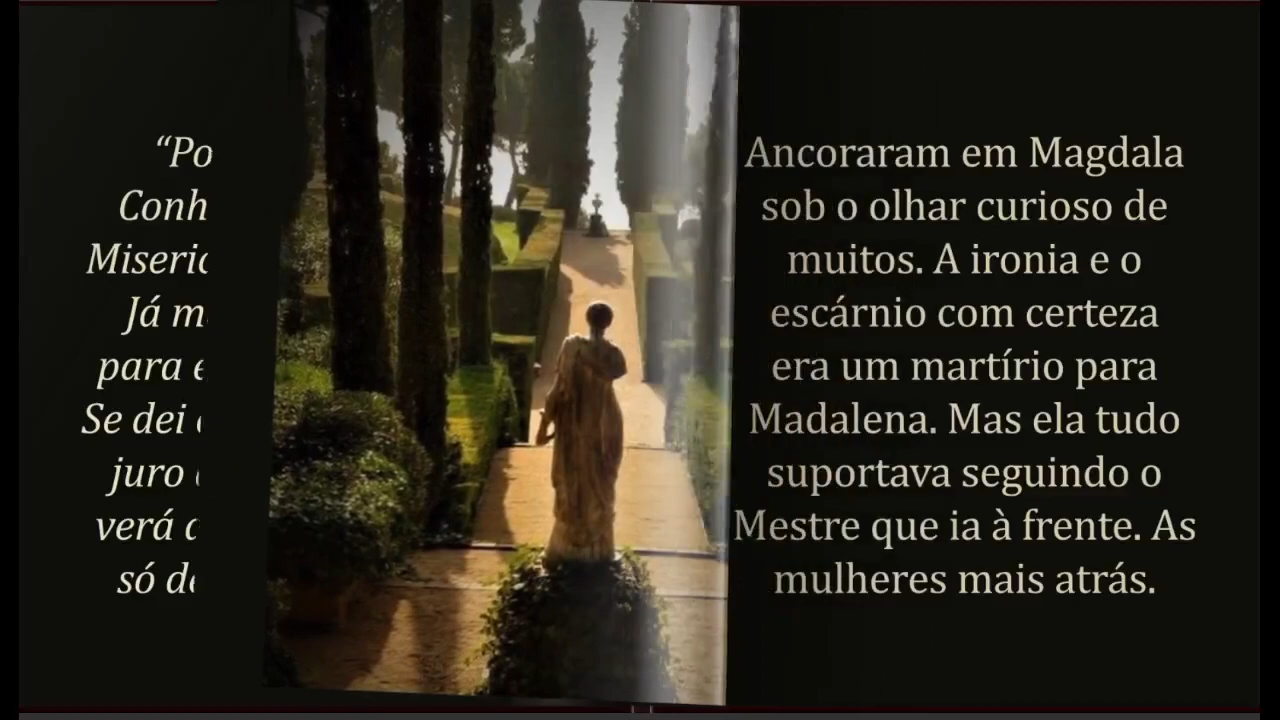 “Po
Conh
Miseric
Já m
para e
Se dei
juro
verá
só de
Ancoraram em Magdala
sob o olhar curioso de
muitos. A ironia e o
escárnio com certeza
era um martírio para
Madalena. Mas ela tudo
suportava seguindo o
Mestre que ia à frente. As
mulheres mais atrás.